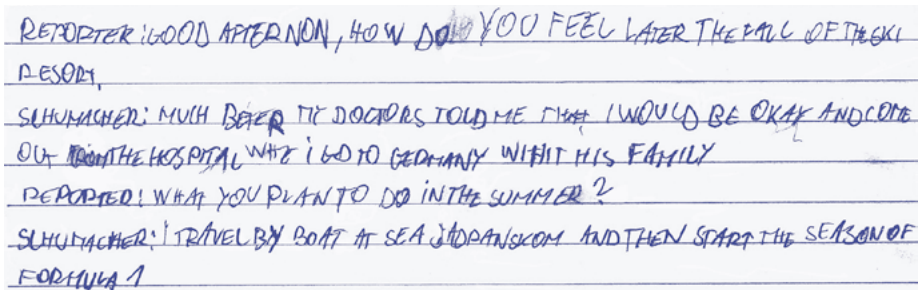 REPORTER: GOOD AFTERNON, HOW DO YOU FEEL LATER THE FALL OF THE SKI
RESORT,
SCHUMACHER: MUCH BETER MY DOCTORS TOLD ME THAT I WOULD BE OKAY AND COME
OUT FROM THE HOSPITAL I GO TO GERMANY WITH HIS FAMILY
REPORTER: WHAT YOU PLAN TO DO IN THE SUMMER?
SCHUMACHER: I TRAVEL BY BOAT AT SEA JADRANSKOM AND THEN START THE SEASON OF
FORMULA 1